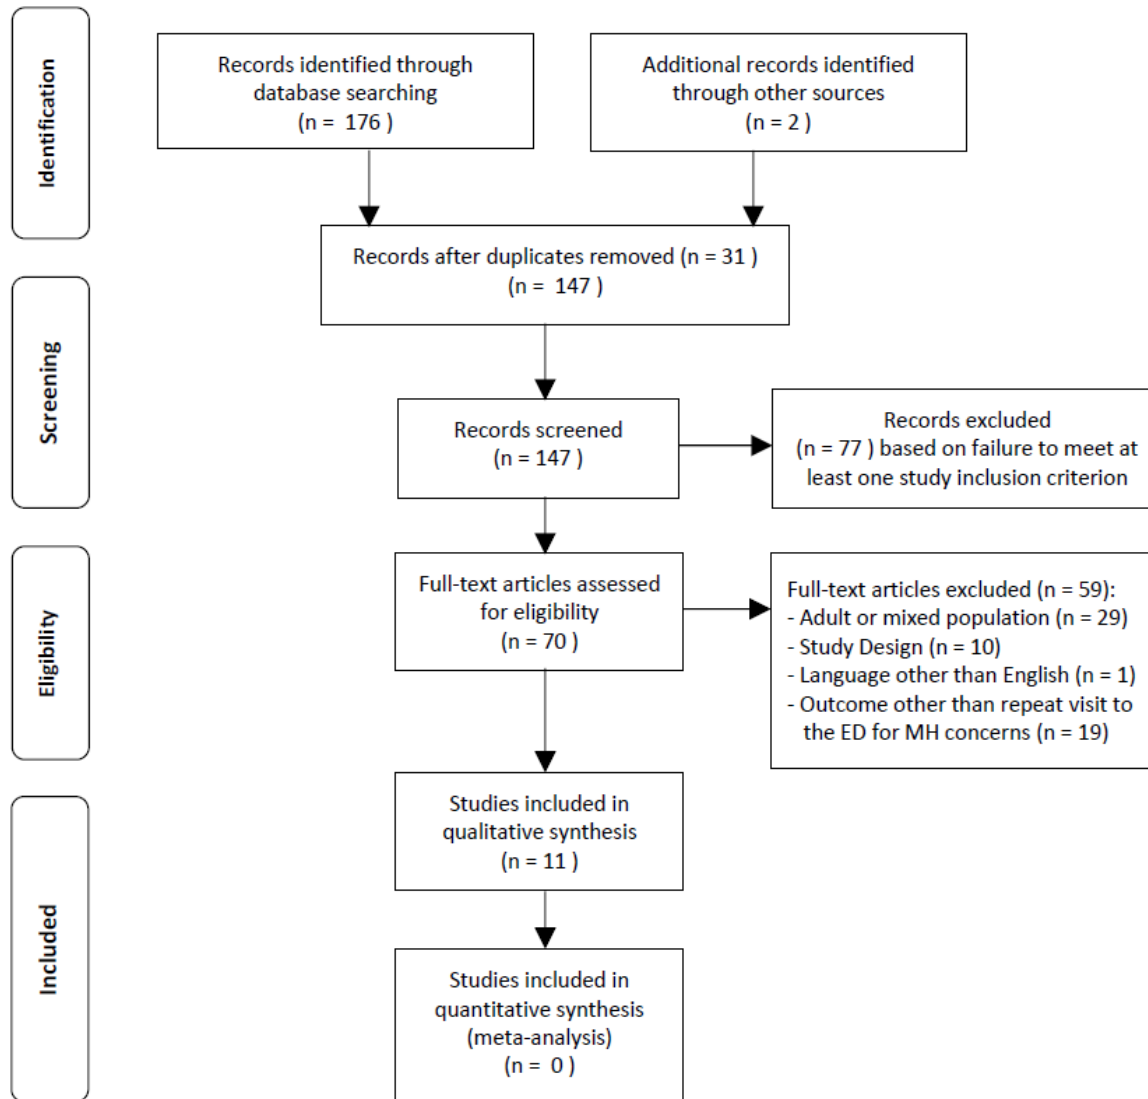 Identification
Records identified through
database searching
(n = 176 )
Additional records identified
through other sources
(n = 2 )
Records after duplicates removed (n = 31 )
(n = 147 )
Screening
Records screened
(n = 147 )
Records excluded
(n = 77 ) based on failure to meet at
least one study inclusion criterion
Eligibility
Full-text articles assessed
for eligibility
(n = 70 )
Full-text articles excluded (n = 59):
- Adult or mixed population (n = 29)
- Study Design (n = 10)
- Language other than English (n = 1)
- Outcome other than repeat visit to
the ED for MH concerns (n = 19)
Included
Studies included in
qualitative synthesis
(n = 11 )
Studies included in
quantitative synthesis
(meta-analysis)
(n = 0 )